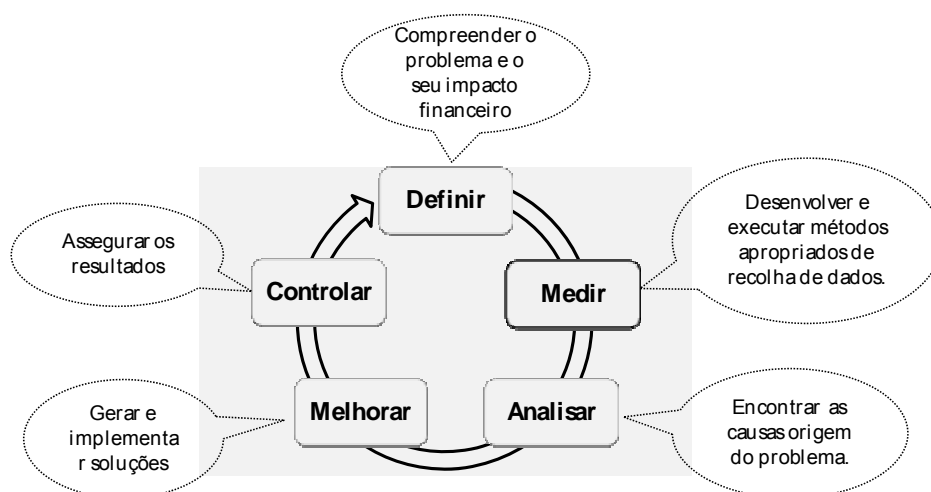 Compreender o
problema e o
seu impacto
financeiro
Definir
Desenvolver e
executar métodos
apropriados de
recolha de dados.
Medir
Encontrar as
causas origem
do problema.
Analisar
Gerar e
implementa
r soluções
Melhorar
Assegurar os
resultados
Controlar